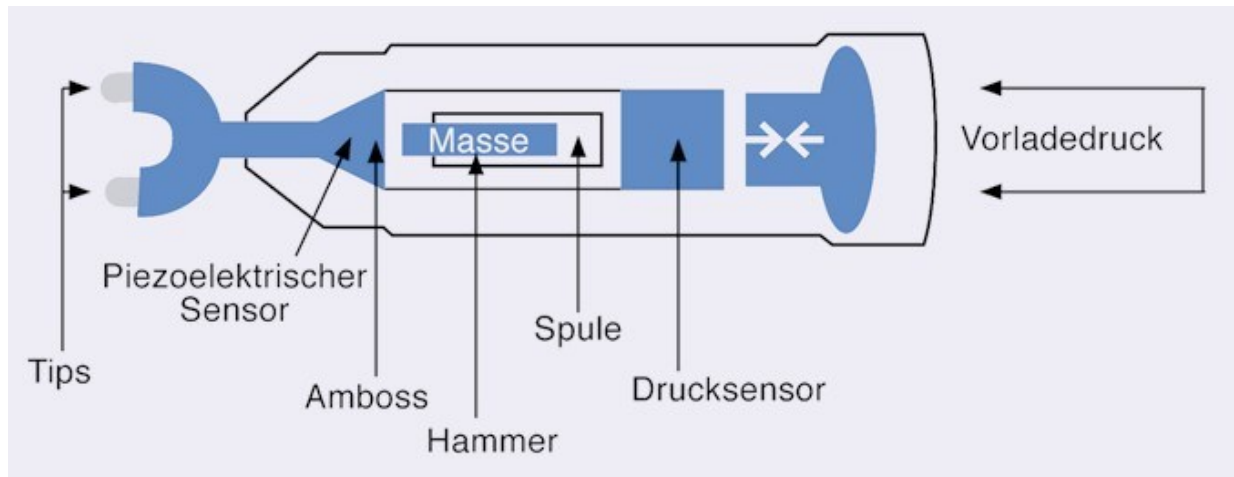 Masse
Vorladedruck
Piezoelektrischer
Sensor
Spule
Tips
Amboss
Drucksensor
Hammer